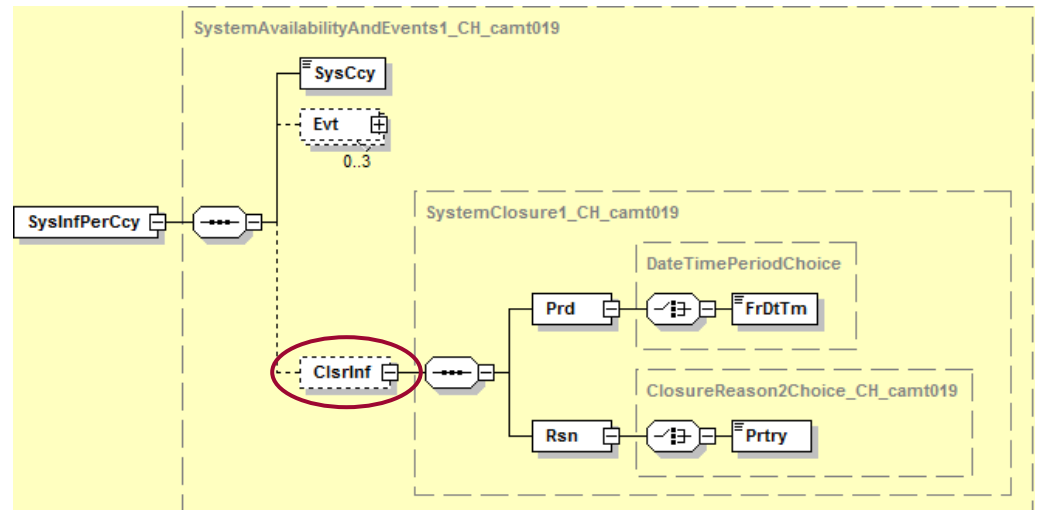 SystemAvailabilityAndEvents1_CH_camt019
SysCcy
Evt
0..3
SysInfPerCcy
SystemClosure1_CH_camt019
DateTimePeriodChoice
Prd
FrDtTm
ClsrInf
ClosureReason2Choice_CH_camt019
Rsn
Prtry